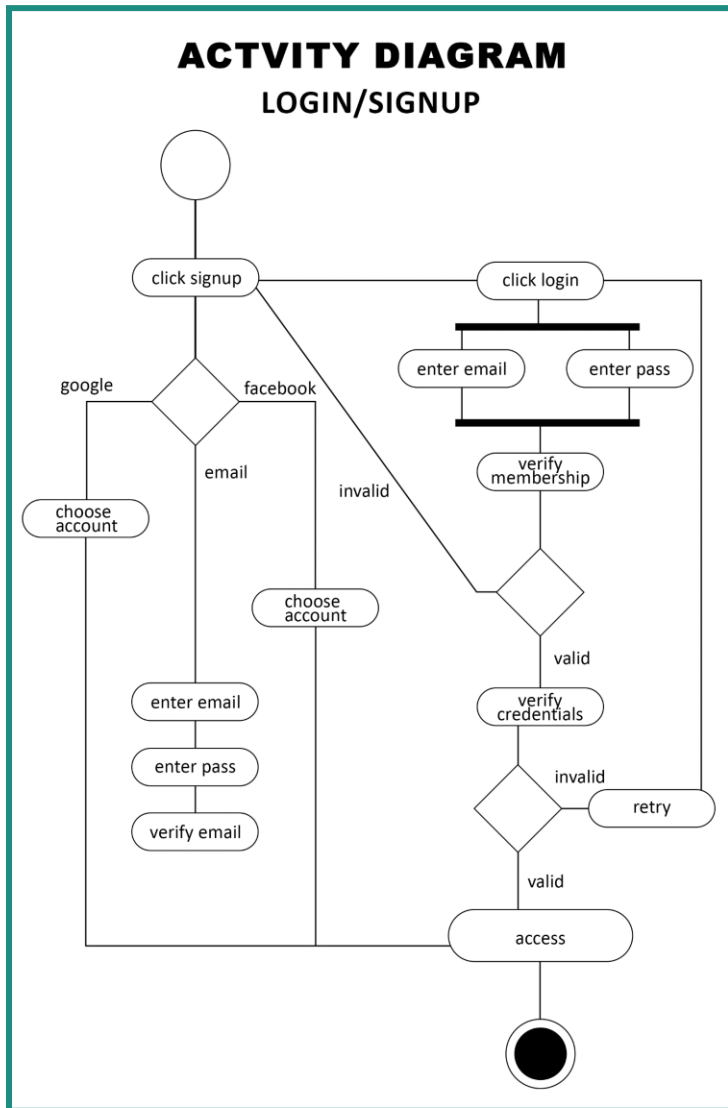 ACTVITY DIAGRAM
LOGIN/SIGNUP
click signup
click login
google
facebook
enter email
enter pass
email
verify
membership
invalid
choose
account
choose
account
valid
enter email
verify
credentials
enter pass
invalid
retry
verify email
valid
access